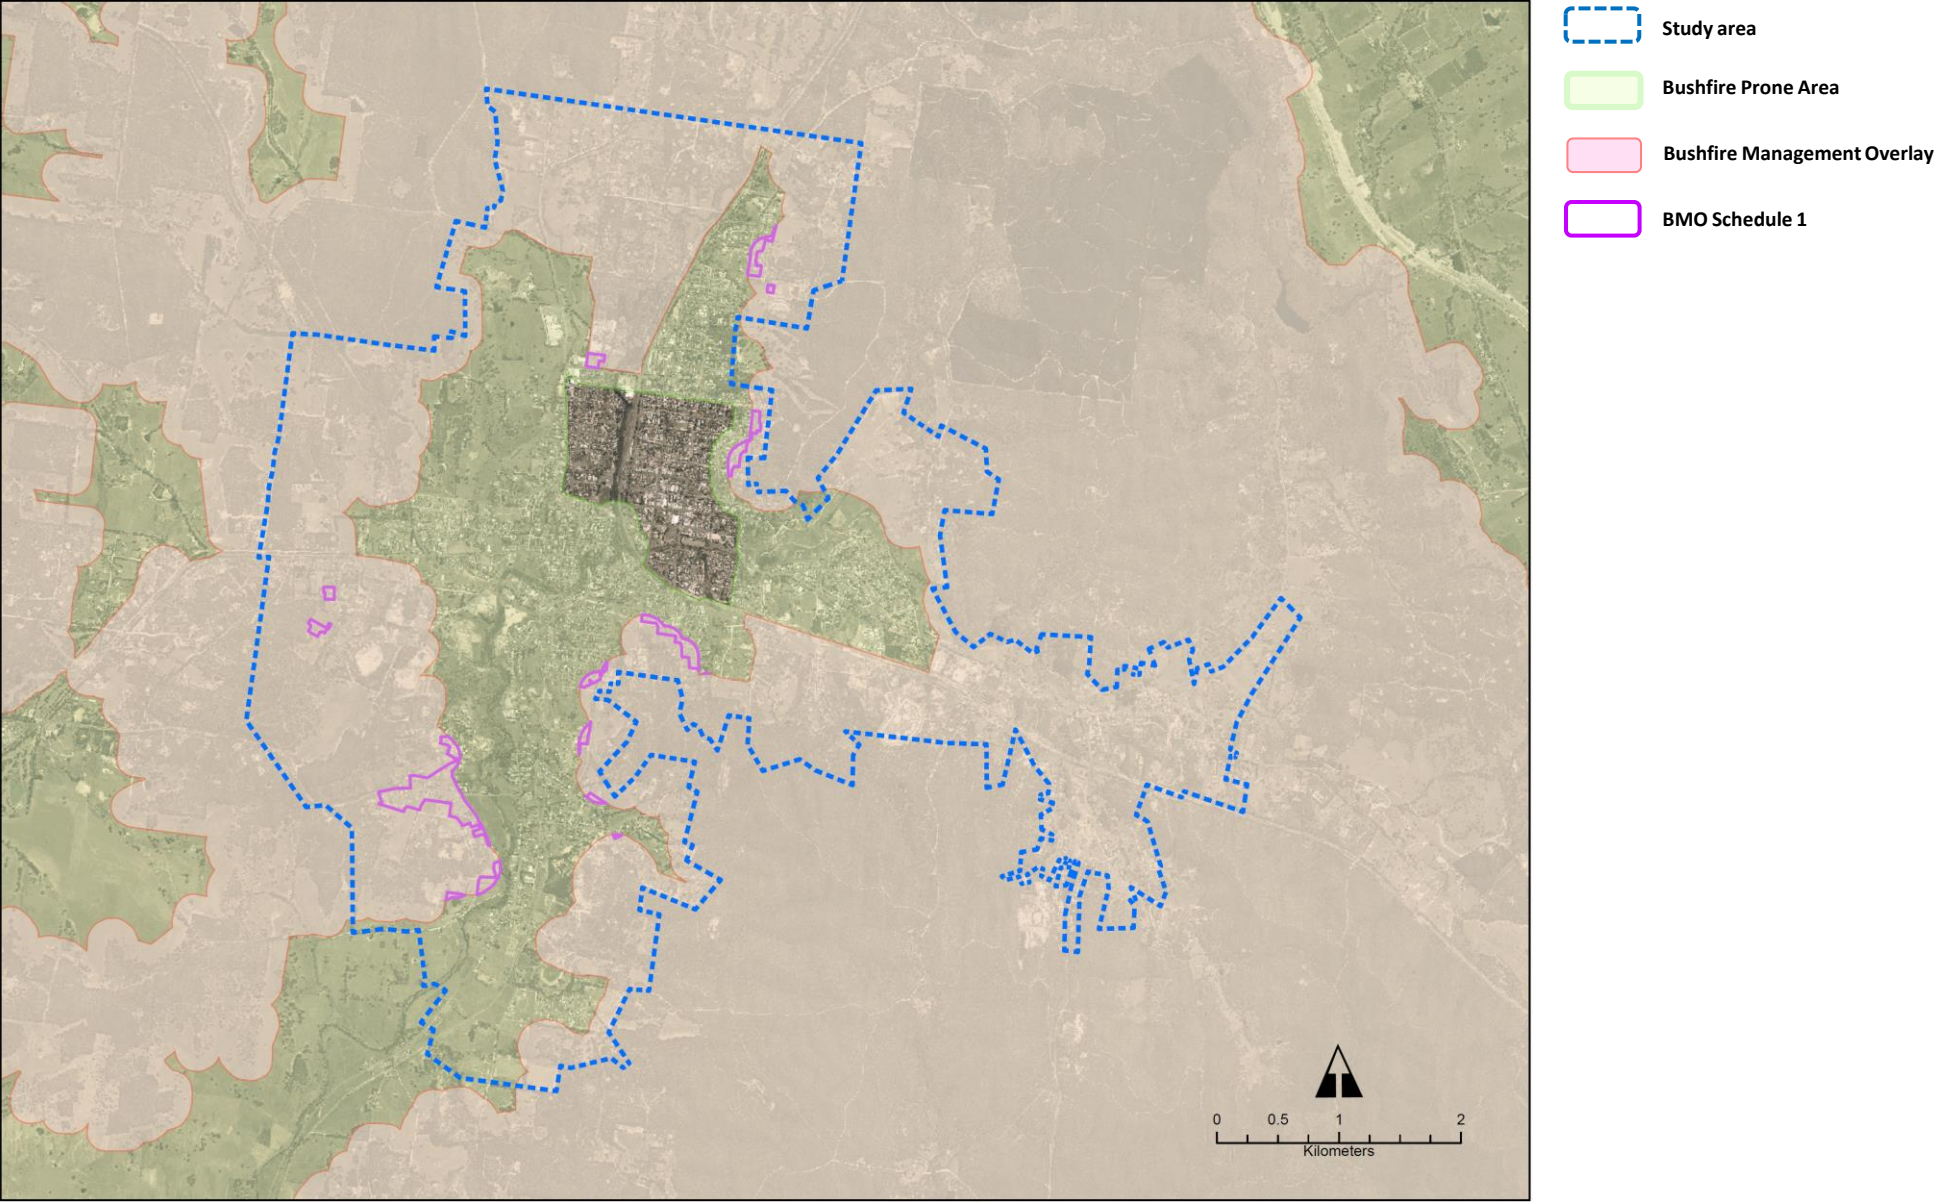 Study area
Bushfire Prone Area
Bushfire Management Overlay
BMO Schedule 1
0 0.5 1 2
Kilometers